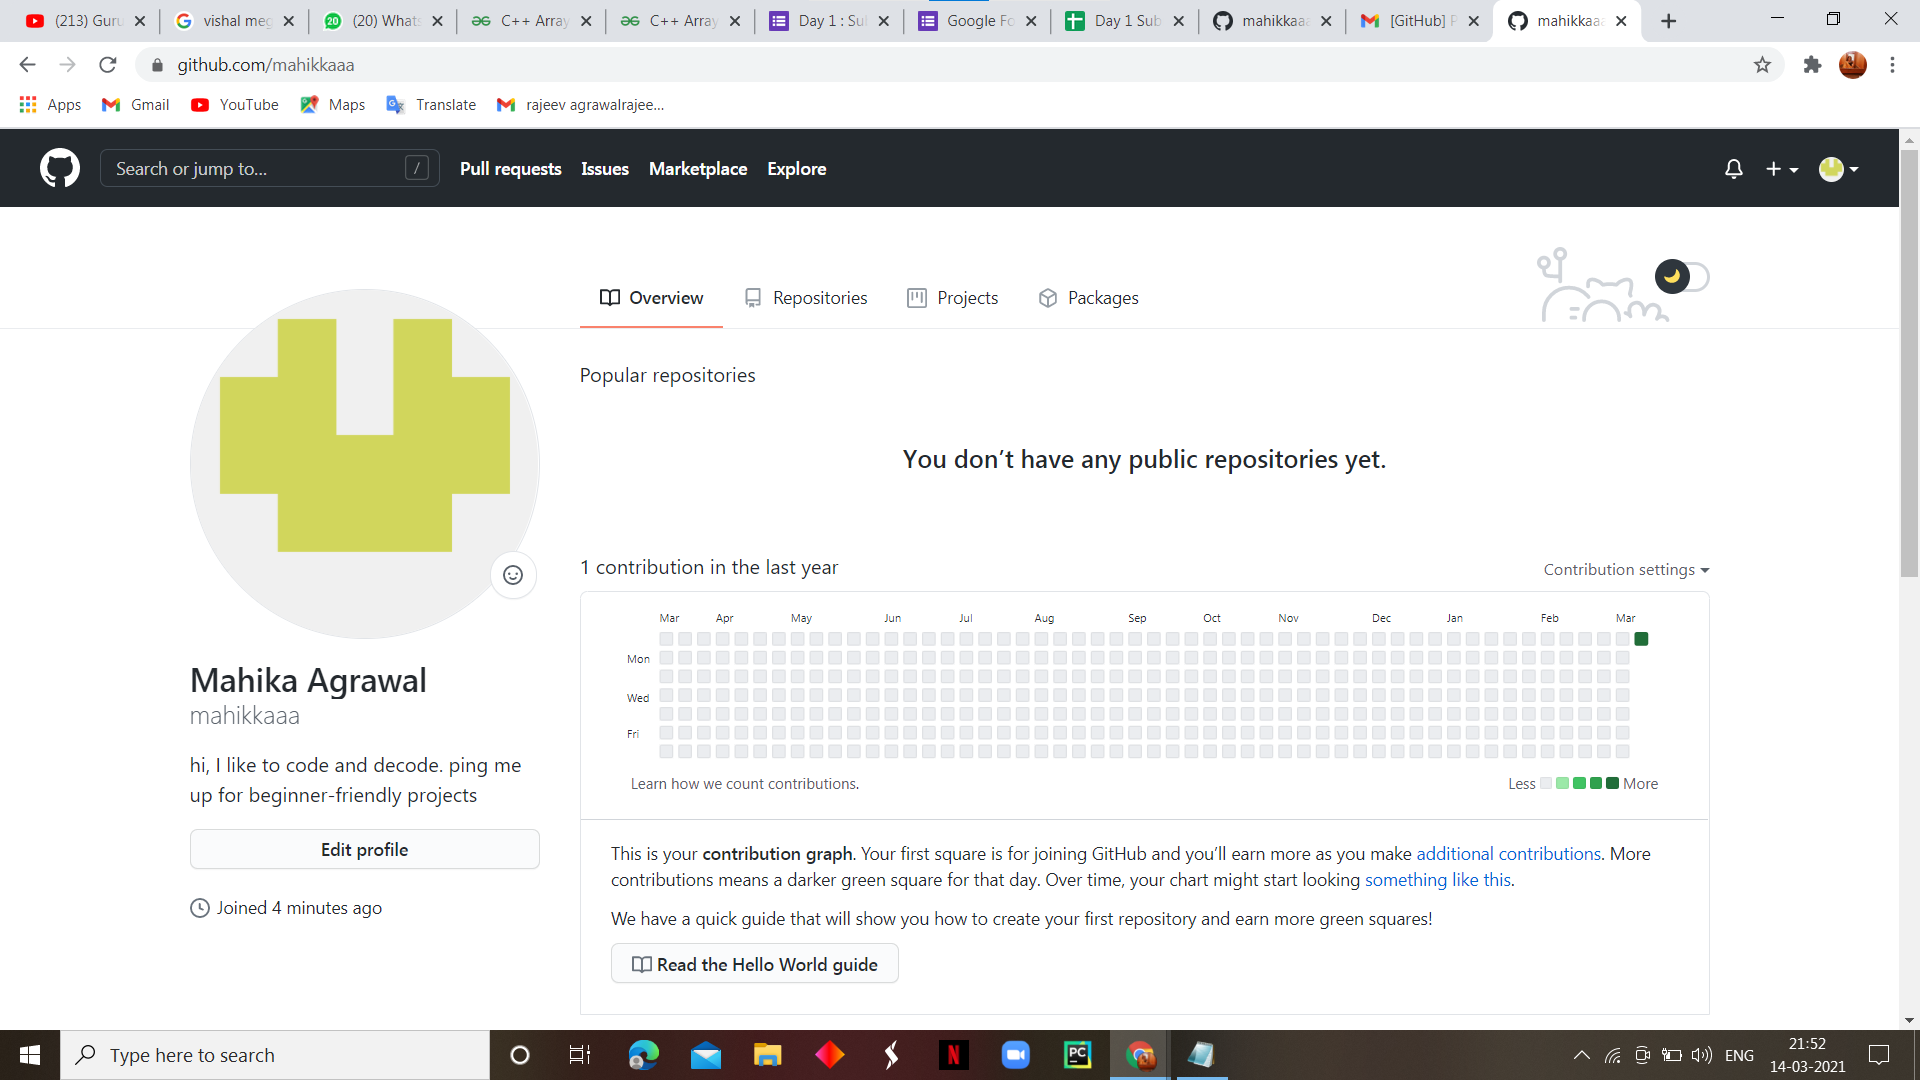 (213) Guru
vishal meg
(20) Whats
C++ Array
C++ Array
Day 1 : Sul
Google Fo
Day 1 Sub
mahikkaaa
[GitHub] P
mahikkaaa
github.com/mahikkaaa
Apps
Gmail
YouTube
Maps
Translate
rajeev agrawalrajee...
Search or jump to...
/
Pull requests
Issues
Marketplace
Explore
Overview
Repositories
Projects
Packages
Popular repositories
You don’t have any public repositories yet.
1 contribution in the last year
Contribution settings
Mar Apr May Jun Jul Aug Sep Oct Nov Dec Jan Feb Mar
Mon
Wed
Fri
Learn how we count contributions.
Less
More
This is your contribution graph. Your first square is for joining GitHub and you’ll earn more as you make additional contributions. More
contributions means a darker green square for that day. Over time, your chart might start looking something like this.
We have a quick guide that will show you how to create your first repository and earn more green squares!
Read the Hello World guide
Mahika Agrawal
mahikkaaa
hi, I like to code and decode. ping me
up for beginner-friendly projects
Edit profile
Joined 4 minutes ago
Type here to search
N
PC
ENG
21:52
14-03-2021